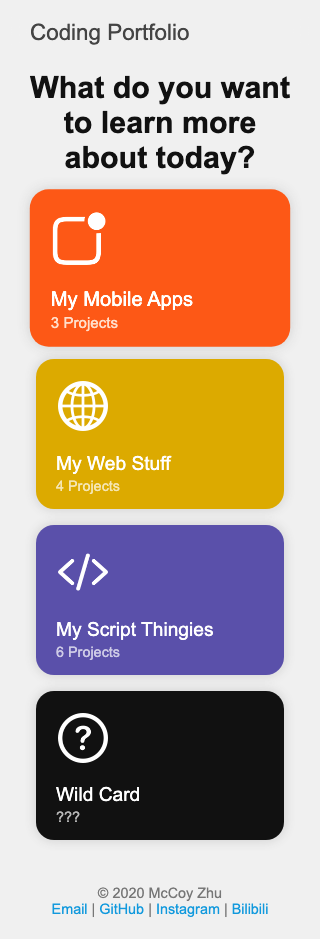 Coding Portfolio
What do you want
to learn more
about today?
My Mobile Apps
3 Projects
My Web Stuff
4 Projects
My Script Thingies
6 Projects
?
Wild Card
???
© 2020 McCoy Zhu
Email | GitHub | Instagram | Bilibili